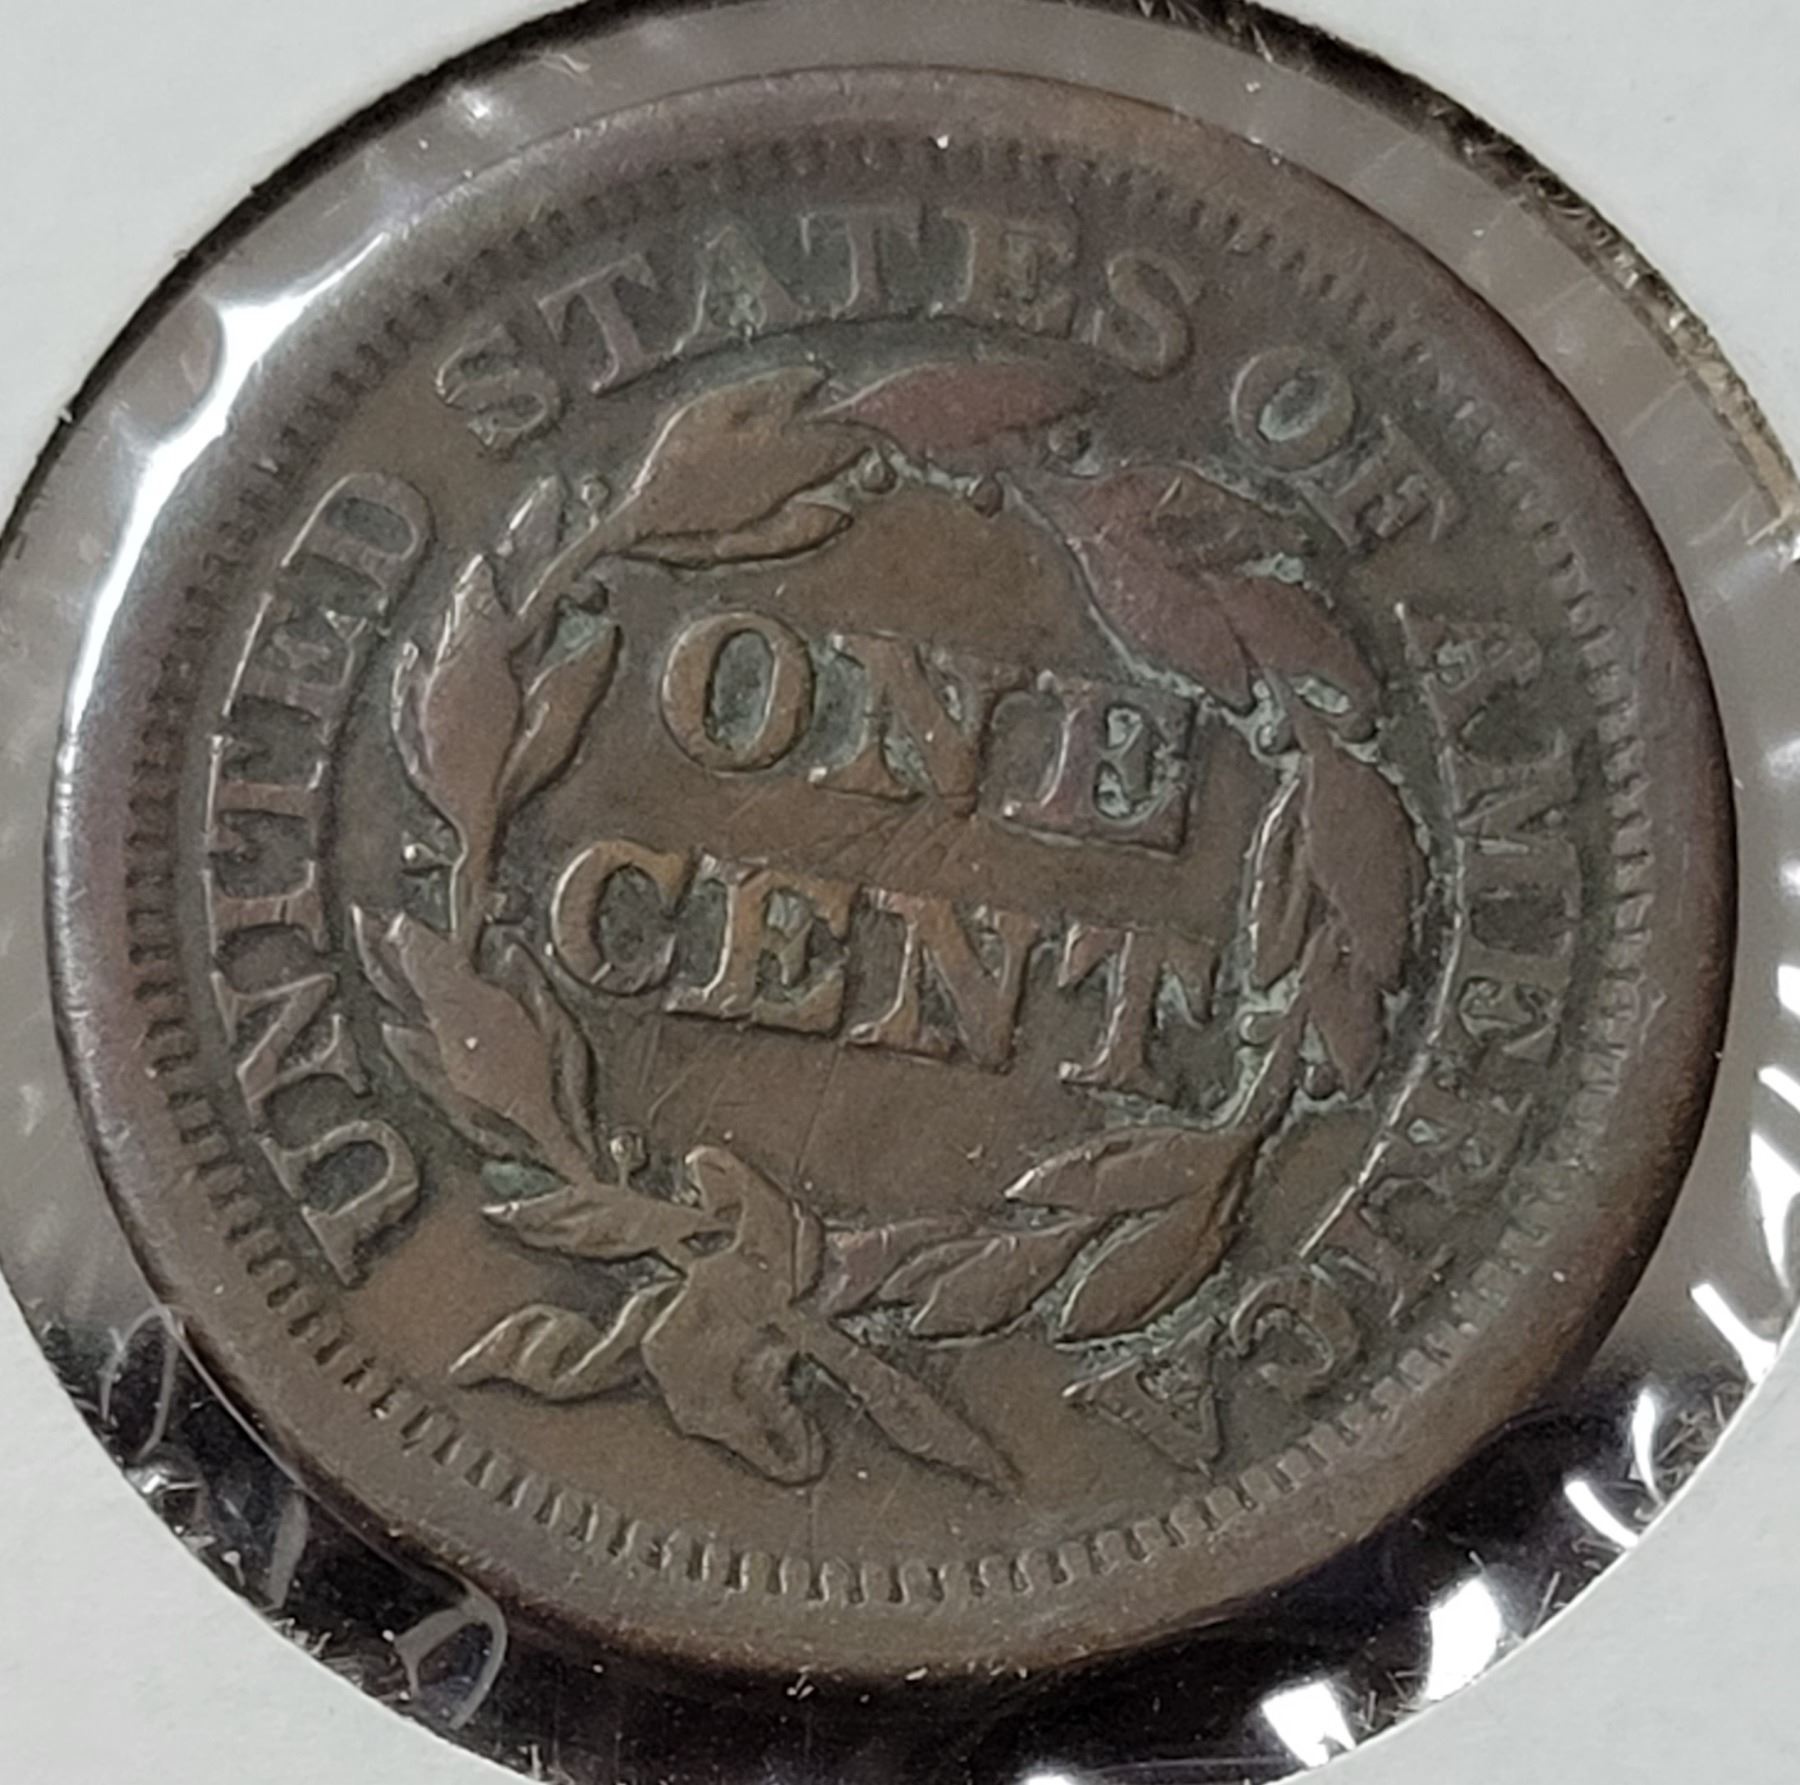 UNITED STATES OF AMERICA
ONE
CENT